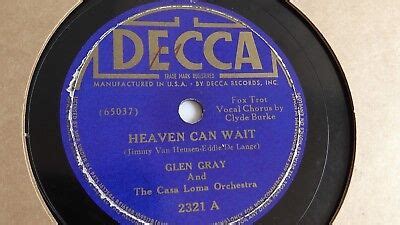 DECCA
TRADE MARK REGISTERED
MANUFACTURED IN U.S.A. • BY DECCA RECORDS, INC.
(65037)
Fox Trot
Vocal Chorus by
Clyde Burke
HEAVEN CAN WAIT
(Jimmy Van Heusen-Eddie De Lange)
GLEN GRAY
And
The Casa Loma Orchestra
2321 A